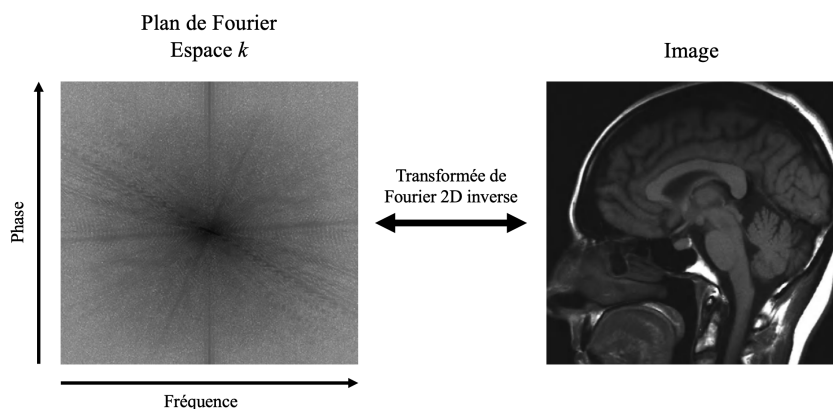 Plan de Fourier
Espace k
Image
Phase
Transformée de
Fourier 2D inverse
Fréquence